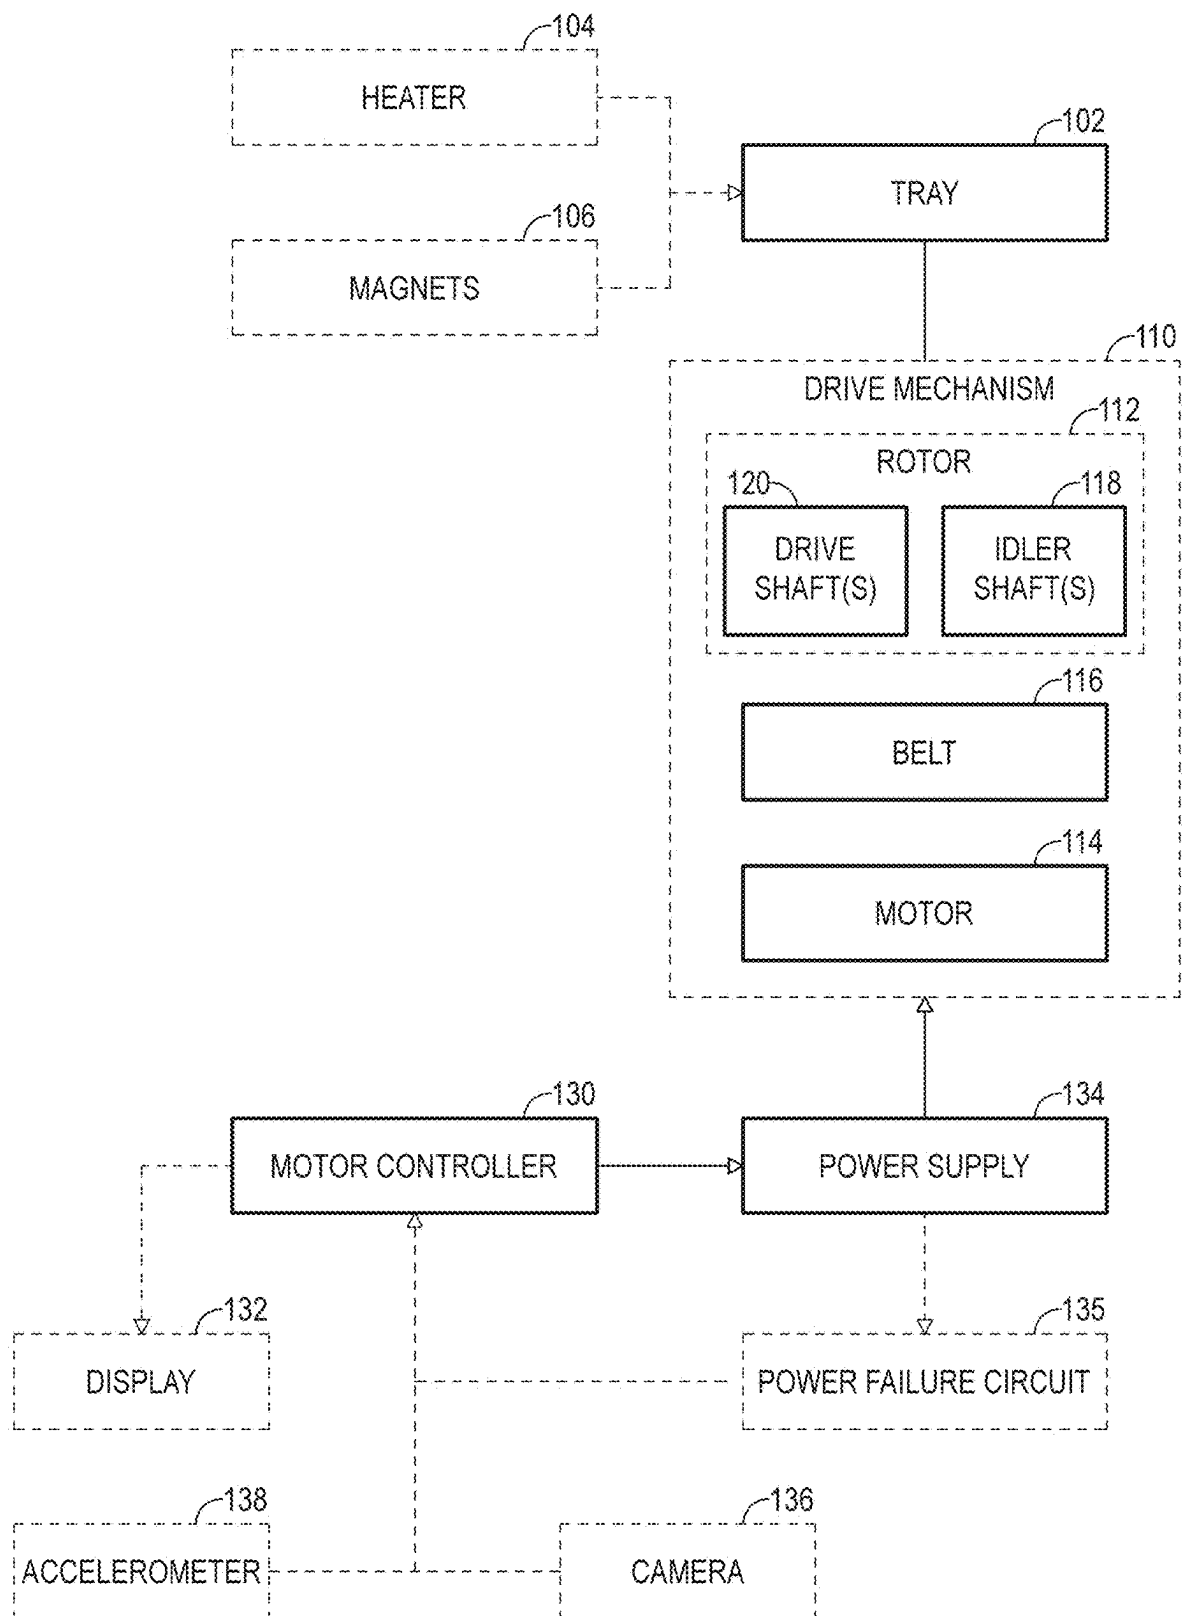 104
HEATER
102
TRAY
106
MAGNETS
110
DRIVE MECHANISM
112
ROTOR
120
118
DRIVE
SHAFT(S)
IDLER
SHAFT(S)
116
BELT
114
MOTOR
130
MOTOR CONTROLLER
134
POWER SUPPLY
132
DISPLAY
135
POWER FAILURE CIRCUIT
138
ACCELEROMETER
136
CAMERA